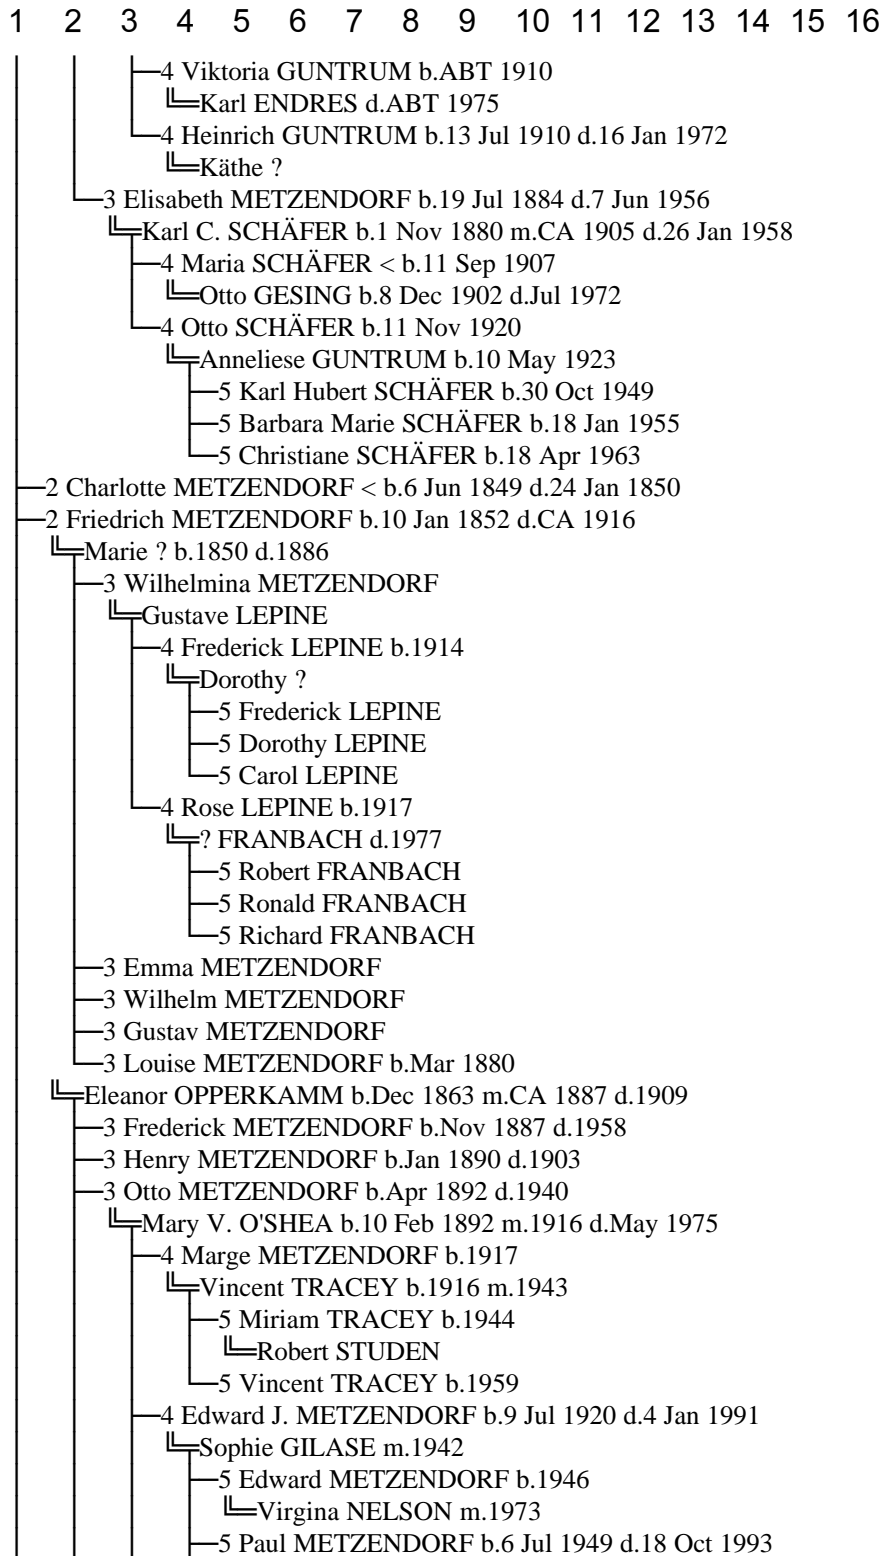 1 2 3 4 5 6 7 8 9 10 11 12 13 14 15 16
4 Viktoria GUNTRUM b.ABT 1910
Karl ENDRES d.ABT 1975
4 Heinrich GUNTRUM b.13 Jul 1910 d.16 Jan 1972
Käthe ?
3 Elisabeth METZENDORF b.19 Jul 1884 d.7 Jun 1956
Karl C. SCHÄFER b.1 Nov 1880 m.CA 1905 d.26 Jan 1958
4 Maria SCHÄFER < b.11 Sep 1907
Otto GESING b.8 Dec 1902 d.Jul 1972
4 Otto SCHÄFER b.11 Nov 1920
Anneliese GUNTRUM b.10 May 1923
5 Karl Hubert SCHÄFER b.30 Oct 1949
5 Barbara Marie SCHÄFER b.18 Jan 1955
5 Christiane SCHÄFER b.18 Apr 1963
2 Charlotte METZENDORF < b.6 Jun 1849 d.24 Jan 1850
2 Friedrich METZENDORF b.10 Jan 1852 d.CA 1916
Marie ? b.1850 d.1886
3 Wilhelmina METZENDORF
Gustave LEPINE
4 Frederick LEPINE b.1914
Dorothy ?
5 Frederick LEPINE
5 Dorothy LEPINE
5 Carol LEPINE
4 Rose LEPINE b.1917
? FRANBACH d.1977
5 Robert FRANBACH
5 Ronald FRANBACH
5 Richard FRANBACH
3 Emma METZENDORF
3 Wilhelm METZENDORF
3 Gustav METZENDORF
3 Louise METZENDORF b.Mar 1880
Eleanor OPPERKAMM b.Dec 1863 m.CA 1887 d.1909
3 Frederick METZENDORF b.Nov 1887 d.1958
3 Henry METZENDORF b.Jan 1890 d.1903
3 Otto METZENDORF b.Apr 1892 d.1940
Mary V. O'SHEA b.10 Feb 1892 m.1916 d.May 1975
4 Marge METZENDORF b.1917
Vincent TRACEY b.1916 m.1943
5 Miriam TRACEY b.1944
Robert STUDEN
5 Vincent TRACEY b.1959
4 Edward J. METZENDORF b.9 Jul 1920 d.4 Jan 1991
Sophie GILASE m.1942
5 Edward METZENDORF b.1946
Virgina NELSON m.1973
5 Paul METZENDORF b.6 Jul 1949 d.18 Oct 1993